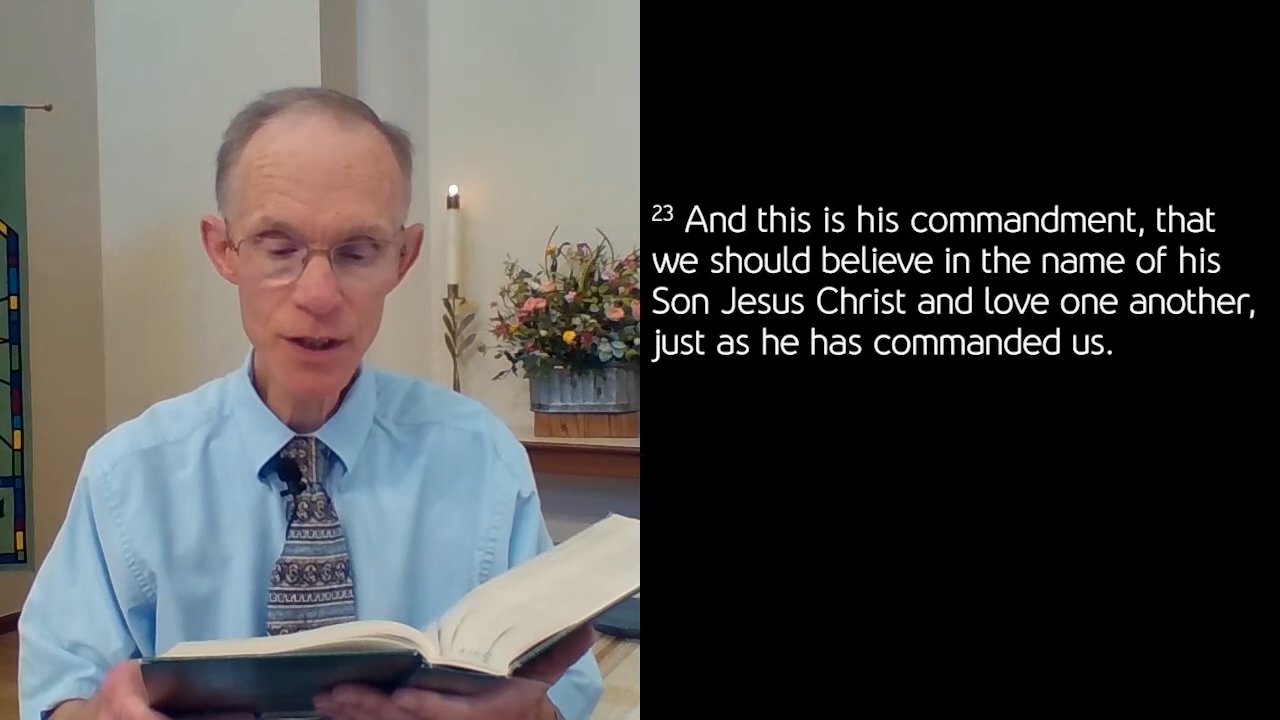 23 And this is his commandment, that
we should believe in the name of his
Son Jesus Christ and love one another,
just as he has commanded us.